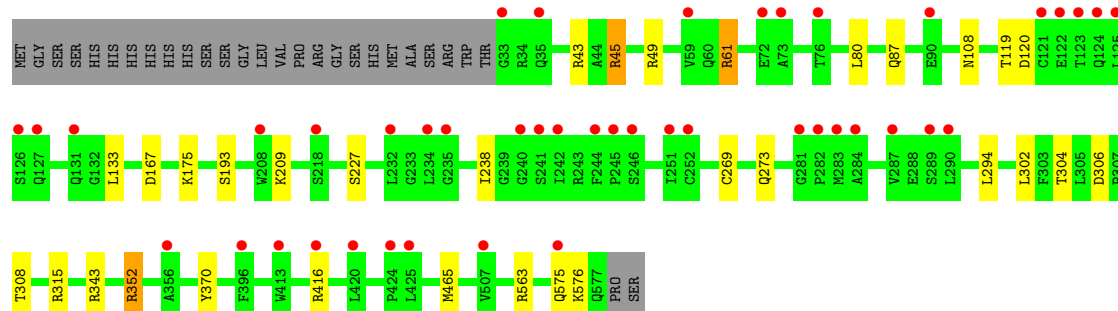 MET GLY SER SER HIS HIS HIS HIS HIS HIS SER SER GLY LEU VAL PRO ARG GLY SER HIS MET ALA SER ARG TRP THR G33 R34 Q35 R43 A44 R45 R49 V59 Q60 R61 E72 A73 T76 L80 Q87 E90 N108 T119 D120 C121 E122 T123 Q124 L125
S126 Q127 Q131 G132 L133 D167 K175 S193 W208 K209 S218 S227 L232 G233 L234 G235 I238 G239 G240 S241 I242 R243 F244 P245 S246 I251 C252 C269 Q273 G281 P282 M283 A284 V287 E288 S289 L290 L294 L302 F303 T304 L305 D306 P307
T308 R315 R343 R352 A356 Y370 F396 W413 R416 L420 P424 L425 M465 V507 R563 Q575 K576 Q577 PRO SER